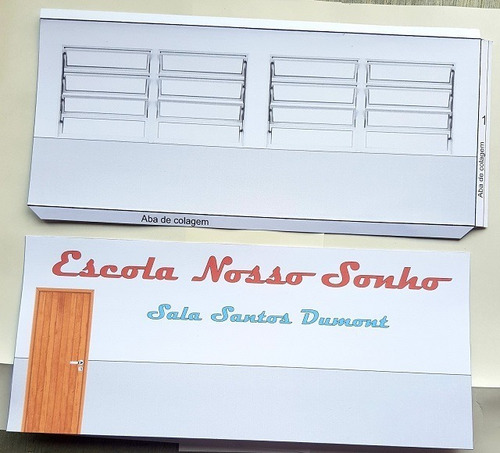 1
Aba de colagem
Aba de colagem
Escola Nosso Sonho
Sala Santos Dumont